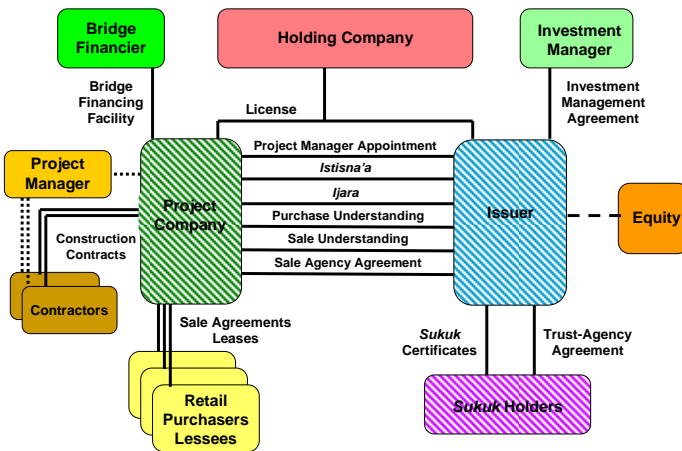 Bridge
Financier
Holding Company
Investment
Manager
Bridge
Financing
Facility
License
Investment
Management
Agreement
Project
Manager
Project
Company
Project Manager Appointment
Istisna'a
Ijara
Purchase Understanding
Sale Understanding
Sale Agency Agreement
Issuer
Equity
Construction
Contracts
Contractors
Sale Agreements
Leases
Sukuk
Certificates
Trust-Agency
Agreement
Retail
Purchasers
Lessees
Sukuk Holders